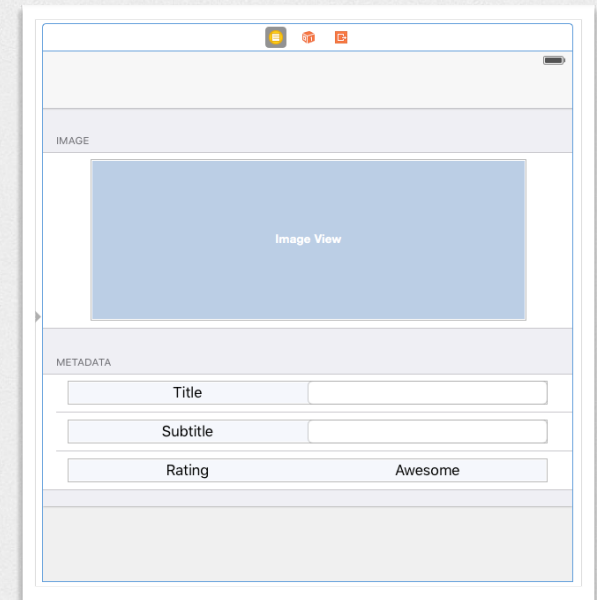 IMAGE
Image View
METADATA
Title
Subtitle
Rating Awesome